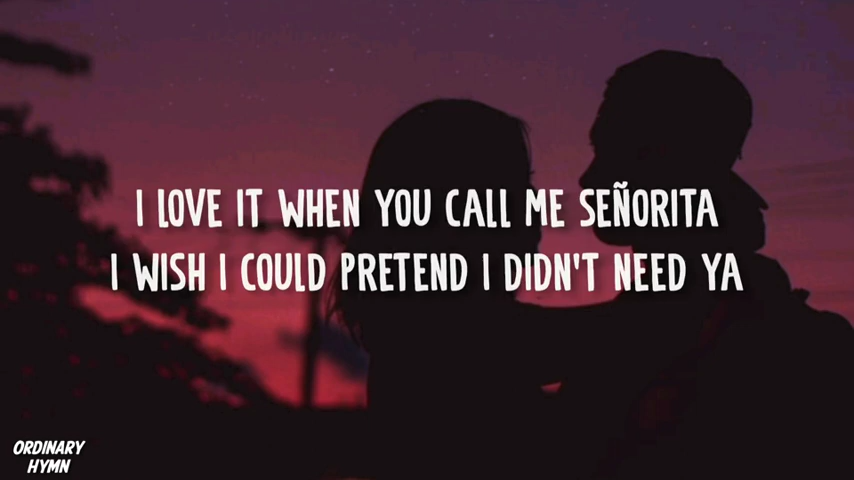 I LOVE IT WHEN YOU CALL ME SEÑORITA
I WISH I COULD PRETEND I DIDN'T NEED YA
ORDINARY
HYMN